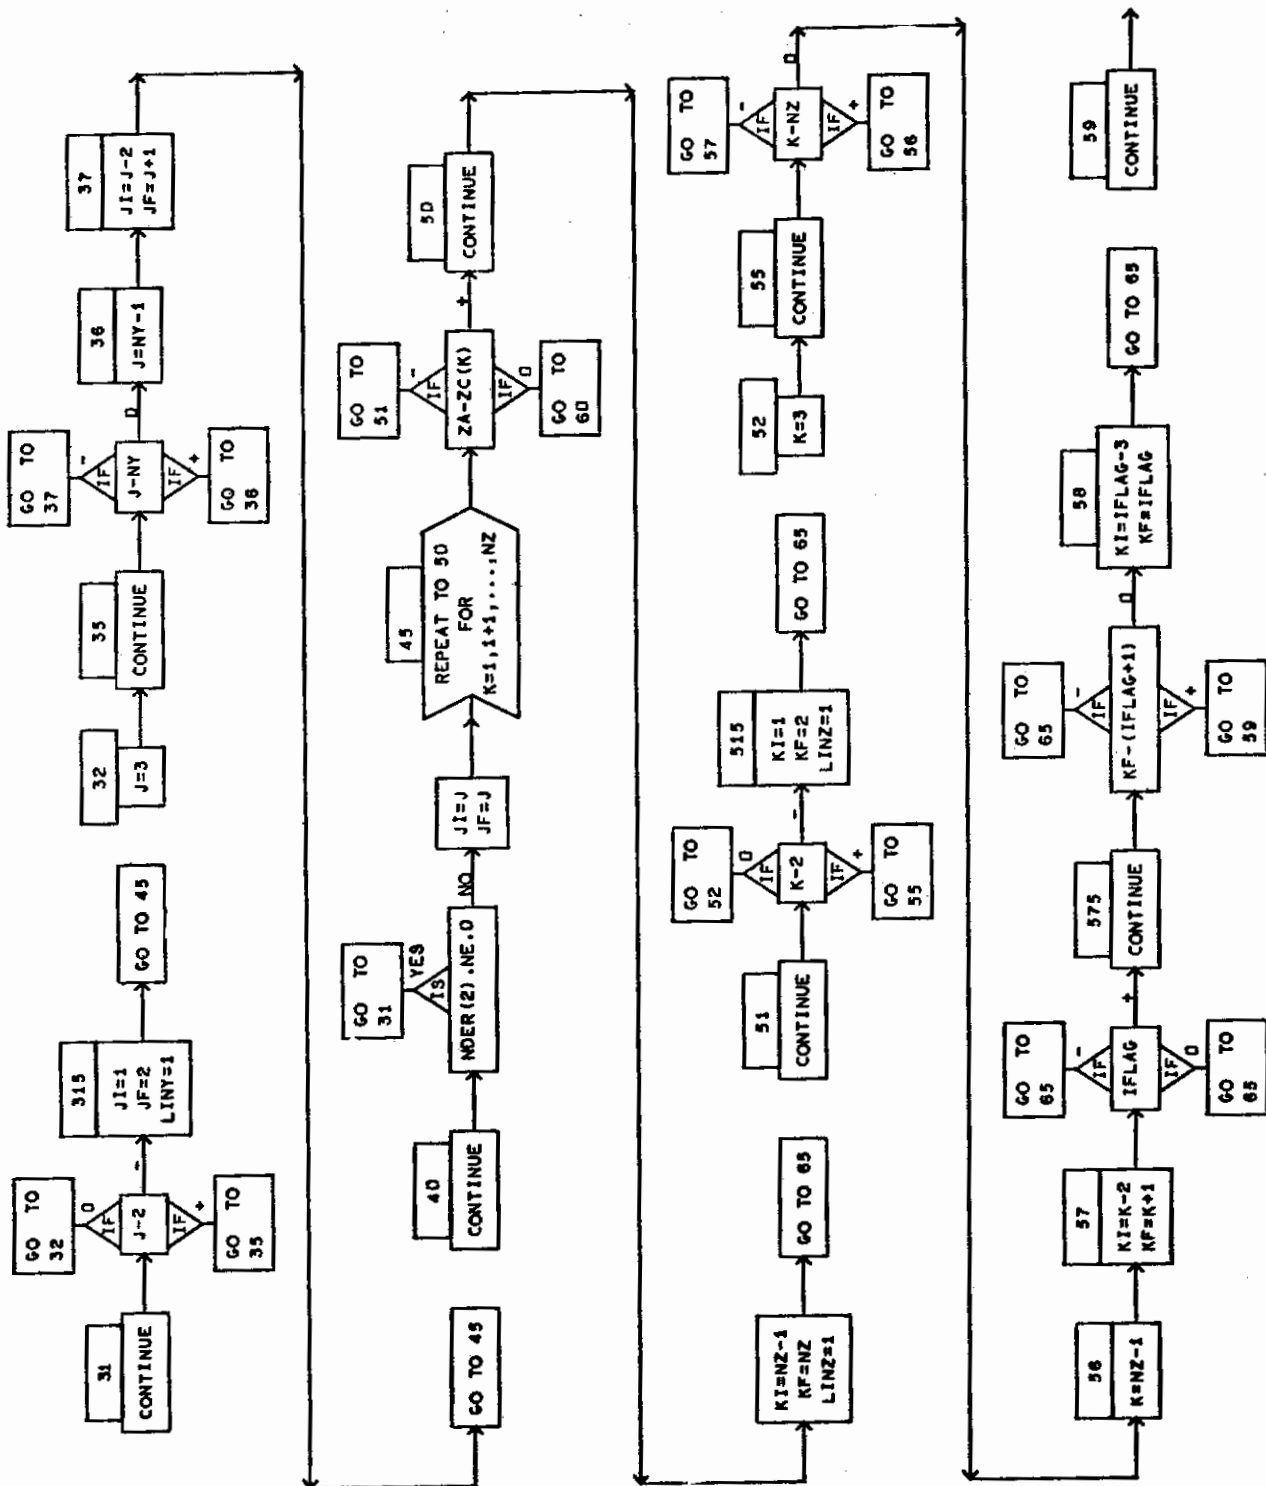 31
CONTINUE
GO TO
32
0
IF
J-2
IF
+
GO TO
35
-
315
JI=1
JF=2
LINY=1
GO TO 45
32
J=3
35
CONTINUE
GO TO
37
-
IF
J-NY
IF
+
GO TO
36
0
36
J=NY-1
37
JI=J-2
JF=J+1
GO TO 45
40
CONTINUE
GO TO
31
YES
IS
NDER(2).NE.0
NO
JI=J
JF=J
45
REPEAT TO 50
FOR
K=1,1+1,...,NZ
GO TO
51
-
IF
ZA-ZC(K)
IF
0
GO TO
60
+
50
CONTINUE
KI=NZ-1
KF=NZ
LINZ=1
GO TO 65
51
CONTINUE
GO TO
52
0
IF
K-2
IF
+
GO TO
55
-
515
KI=1
KF=2
LINZ=1
GO TO 65
52
K=3
55
CONTINUE
GO TO
57
-
IF
K-NZ
IF
+
GO TO
56
0
56
K=NZ-1
57
KI=K-2
KF=K+1
GO TO
65
-
IF
IFLAG
IF
0
GO TO
65
+
575
CONTINUE
GO TO
65
-
IF
KF-(IFLAG+1)
IF
+
GO TO
59
0
58
KI=IFLAG-3
KF=IFLAG
GO TO 65
59
CONTINUE